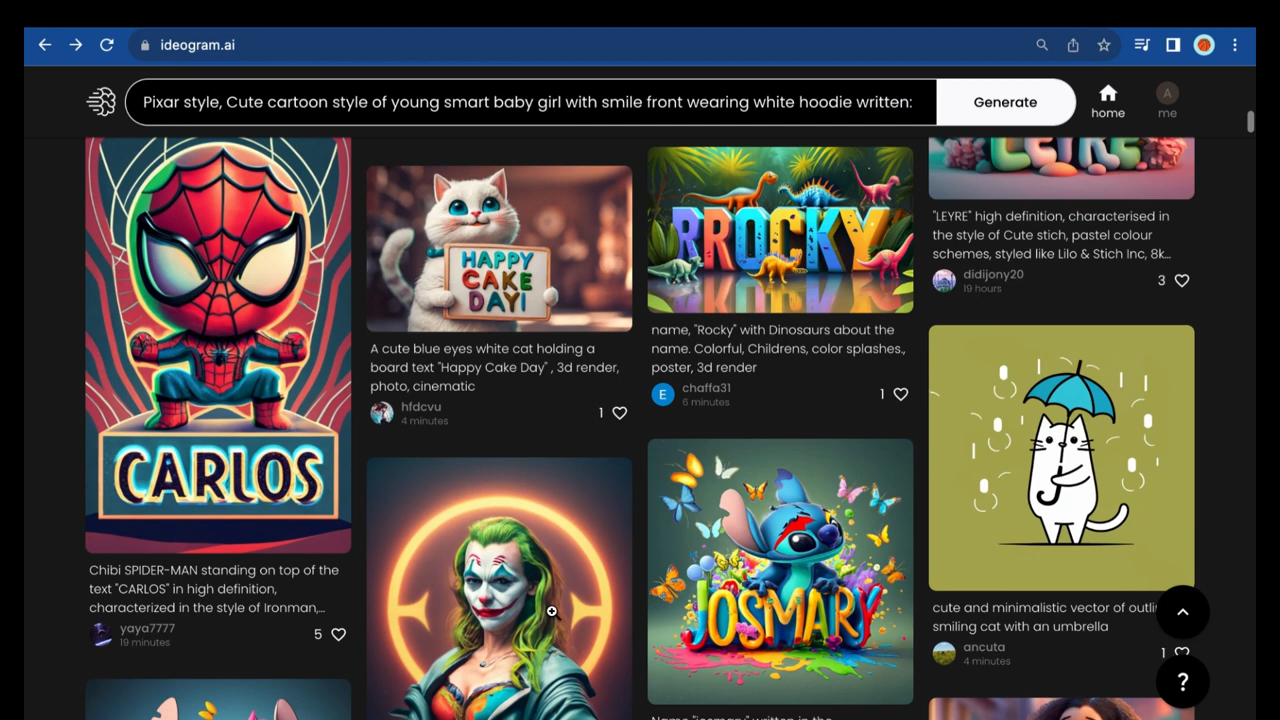 ideogram.ai
Pixar style, Cute cartoon style of young smart baby girl with smile front wearing white hoodie written:
Generate
home
A
me
CARLOS
Chibi SPIDER-MAN standing on top of the
text "CARLOS" in high definition,
characterized in the style of Ironman,...
yaya7777
19 minutes
5
HAPPY
CAKE
DAY!
A cute blue eyes white cat holding a
board text "Happy Cake Day" , 3d render,
photo, cinematic
hfdcvu
4 minutes
1
RROCKY
name, "Rocky" with Dinosaurs about the
name. Colorful, Childrens, color splashes.,
poster, 3d render
E
chaffa31
6 minutes
1
JOSMARY
LEYRE
"LEYRE" high definition, characterised in
the style of Cute stich, pastel colour
schemes, styled like Lilo & Stich Inc, 8k...
didijony20
19 hours
3
cute and minimalistic vector of
smiling cat with an umbrella
ancuta
4 minutes
1
?